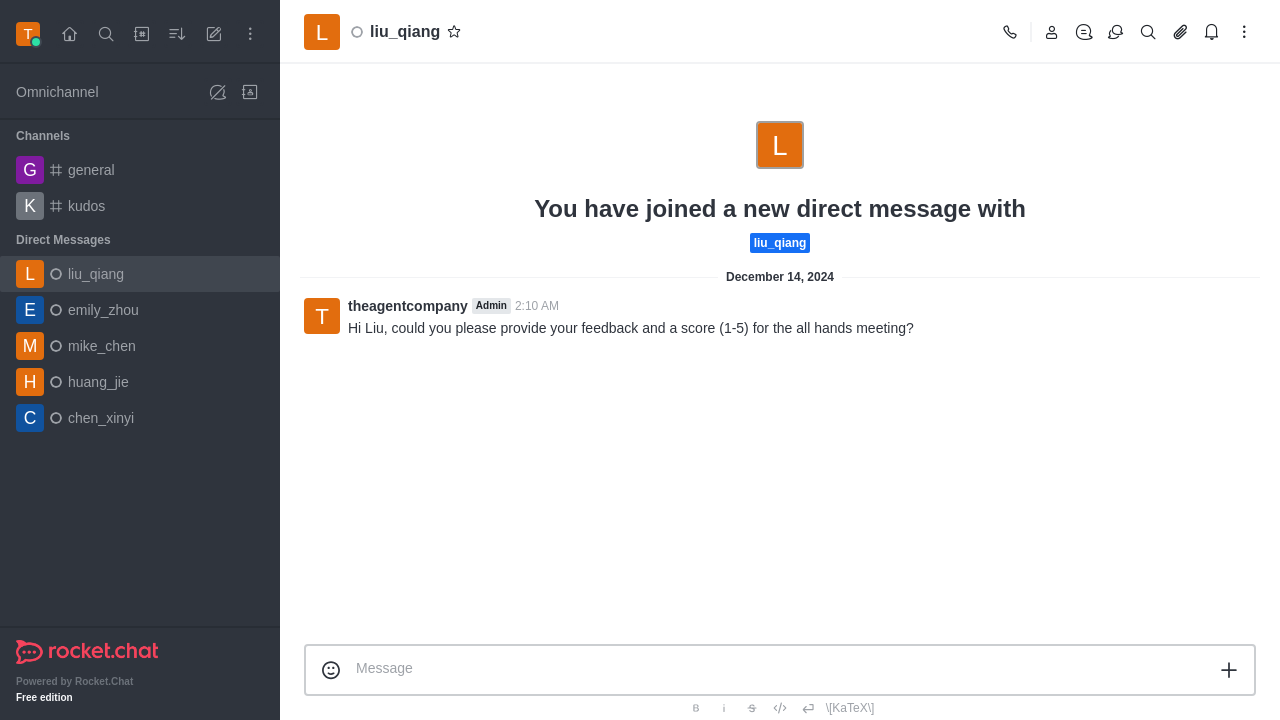 T
Omnichannel
Channels
G general
K kudos
Direct Messages
L liu_qiang
E emily_zhou
M mike_chen
H huang_jie
C chen_xinyi
rocket.chat
Powered by Rocket.Chat
Free edition
L liu_qiang
L
You have joined a new direct message with
liu_qiang
December 14, 2024
T theagentcompany Admin 2:10 AM
Hi Liu, could you please provide your feedback and a score (1-5) for the all hands meeting?
Message
B i S \[KaTeX\]